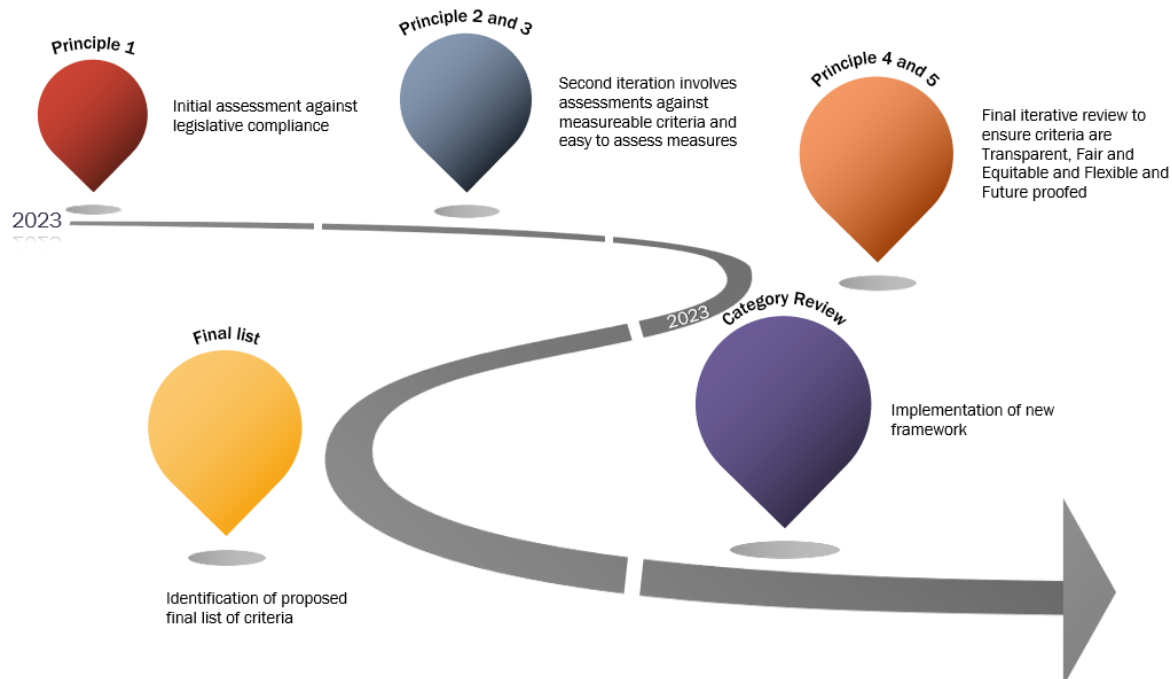 Principle 1
Initial assessment against
legislative compliance
Principle 2 and 3
Second iteration involves
assessments against
measureable criteria and
easy to assess measures
Principle 4 and 5
Final iterative review to
ensure criteria are
Transparent, Fair and
Equitable and Flexible and
Future proofed
2023
2023
Final list
Identification of proposed
final list of criteria
Category Review
Implementation of new
framework